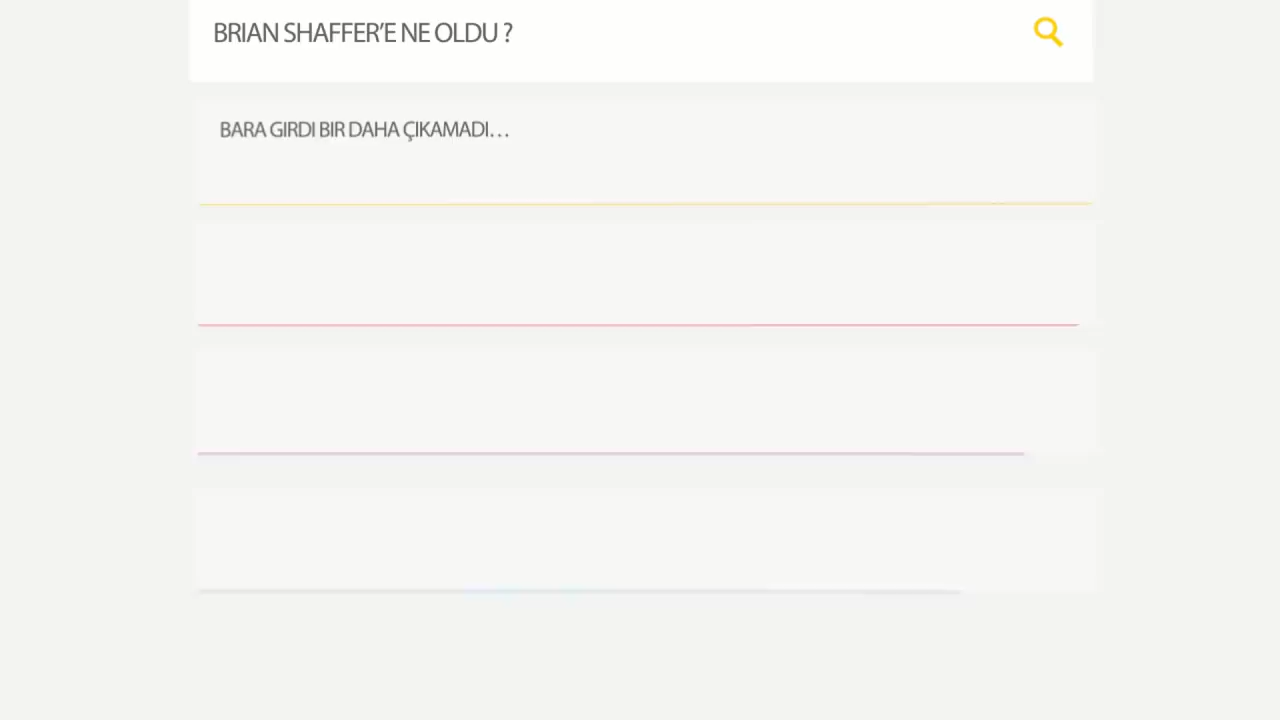 BRIAN SHAFFER’E NE OLDU ?
BARA GIRDI BIR DAHA ÇIKAMADI…